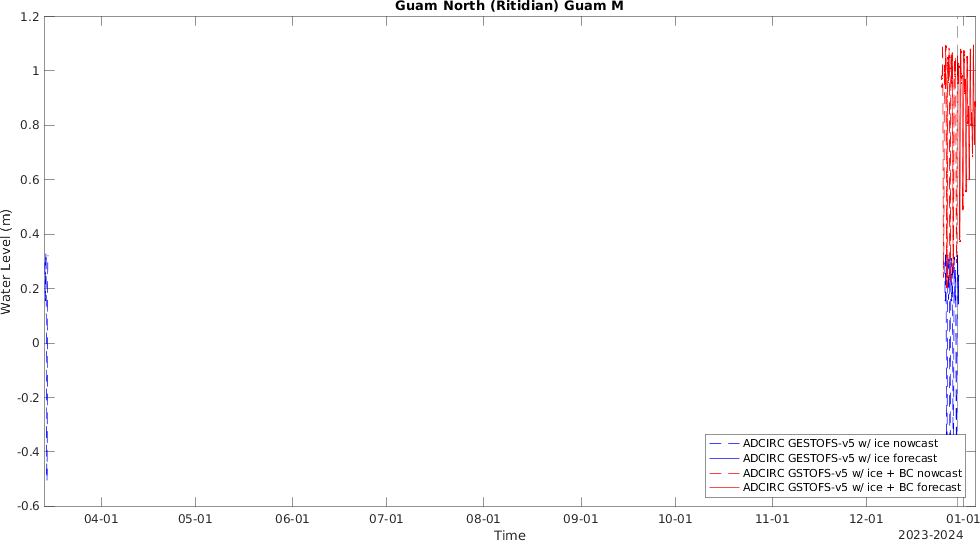 Guam North (Ritidian) Guam M
1.2
1
0.8
0.6
0.4
0.2
0
-0.2
-0.4
-0.6
Water Level (m)
ADCIRC GESTOFS-v5 w/ ice nowcast
ADCIRC GESTOFS-v5 w/ ice forecast
ADCIRC GSTOFS-v5 w/ ice + BC nowcast
ADCIRC GSTOFS-v5 w/ ice + BC forecast
04-01 05-01 06-01 07-01 08-01 09-01 10-01 11-01 12-01 01-01
Time
2023-2024